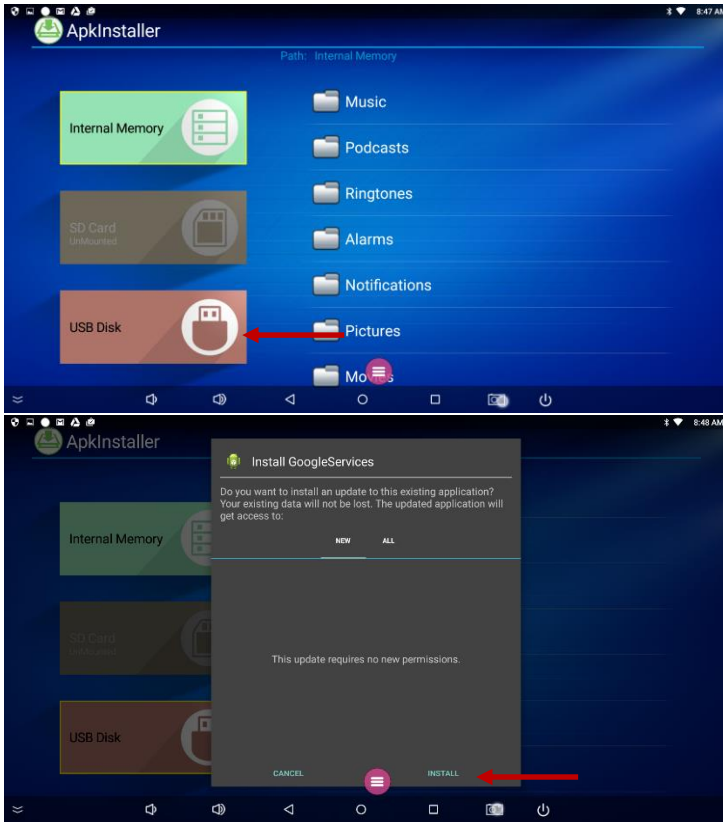 8:47 AM
ApkInstaller
Path: Internal Memory
Internal Memory
Music
Podcasts
Ringtones
SD Card
UnMounted
Alarms
Notifications
USB Disk
Pictures
8:48 AM
ApkInstaller
Install GoogleServices
Do you want to install an update to this existing application?
Your existing data will not be lost. The updated application will
get access to:
NEW ALL
Internal Memory
SD Card
UnMounted
This update requires no new permissions.
USB Disk
CANCEL INSTALL